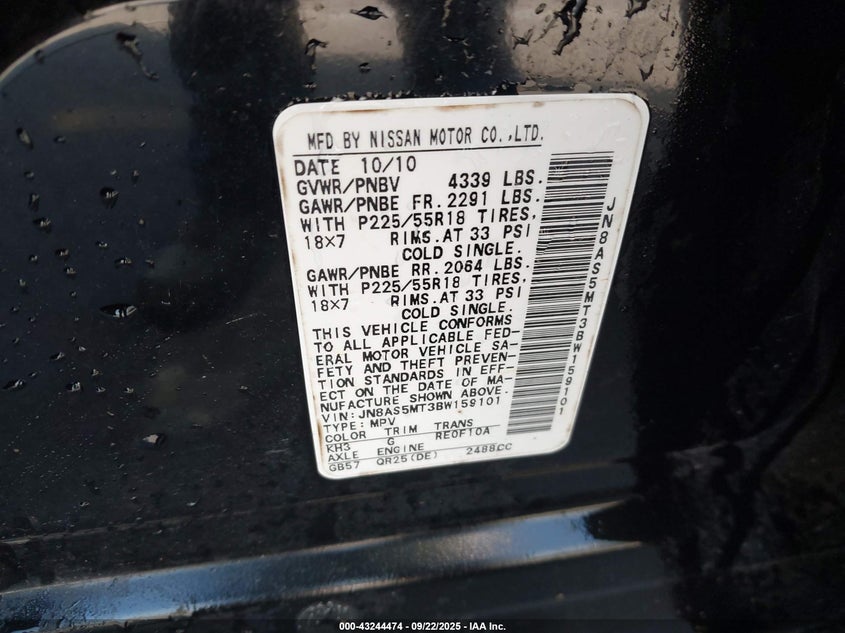 MFD BY NISSAN MOTOR CO.,LTD.
DATE 10/10
GVWR/PNBV 4339 LBS.
GAWR/PNBE FR. 2291 LBS.
WITH P225/55R18 TIRES,
18X7 RIMS. AT 33 PSI
COLD SINGLE.
GAWR/PNBE RR. 2064 LBS.
WITH P225/55R18 TIRES,
18X7 RIMS. AT 33 PSI
COLD SINGLE.
THIS VEHICLE CONFORMS
TO ALL APPLICABLE FED-
ERAL MOTOR VEHICLE SA-
FETY AND THEFT PREVEN-
TION STANDARDS IN EFF-
ECT ON THE DATE OF MA-
NUFACTURE SHOWN ABOVE.
VIN: JN8AS5MT3BW159101
TYPE: MPV
COLOR TRIM TRANS
KH3 G RE0F10A
AXLE ENGINE
GB57 QR25(DE) 2488CC
JN8AS5MT3BW159101
000-43244474 - 09/22/2025 - IAA Inc.